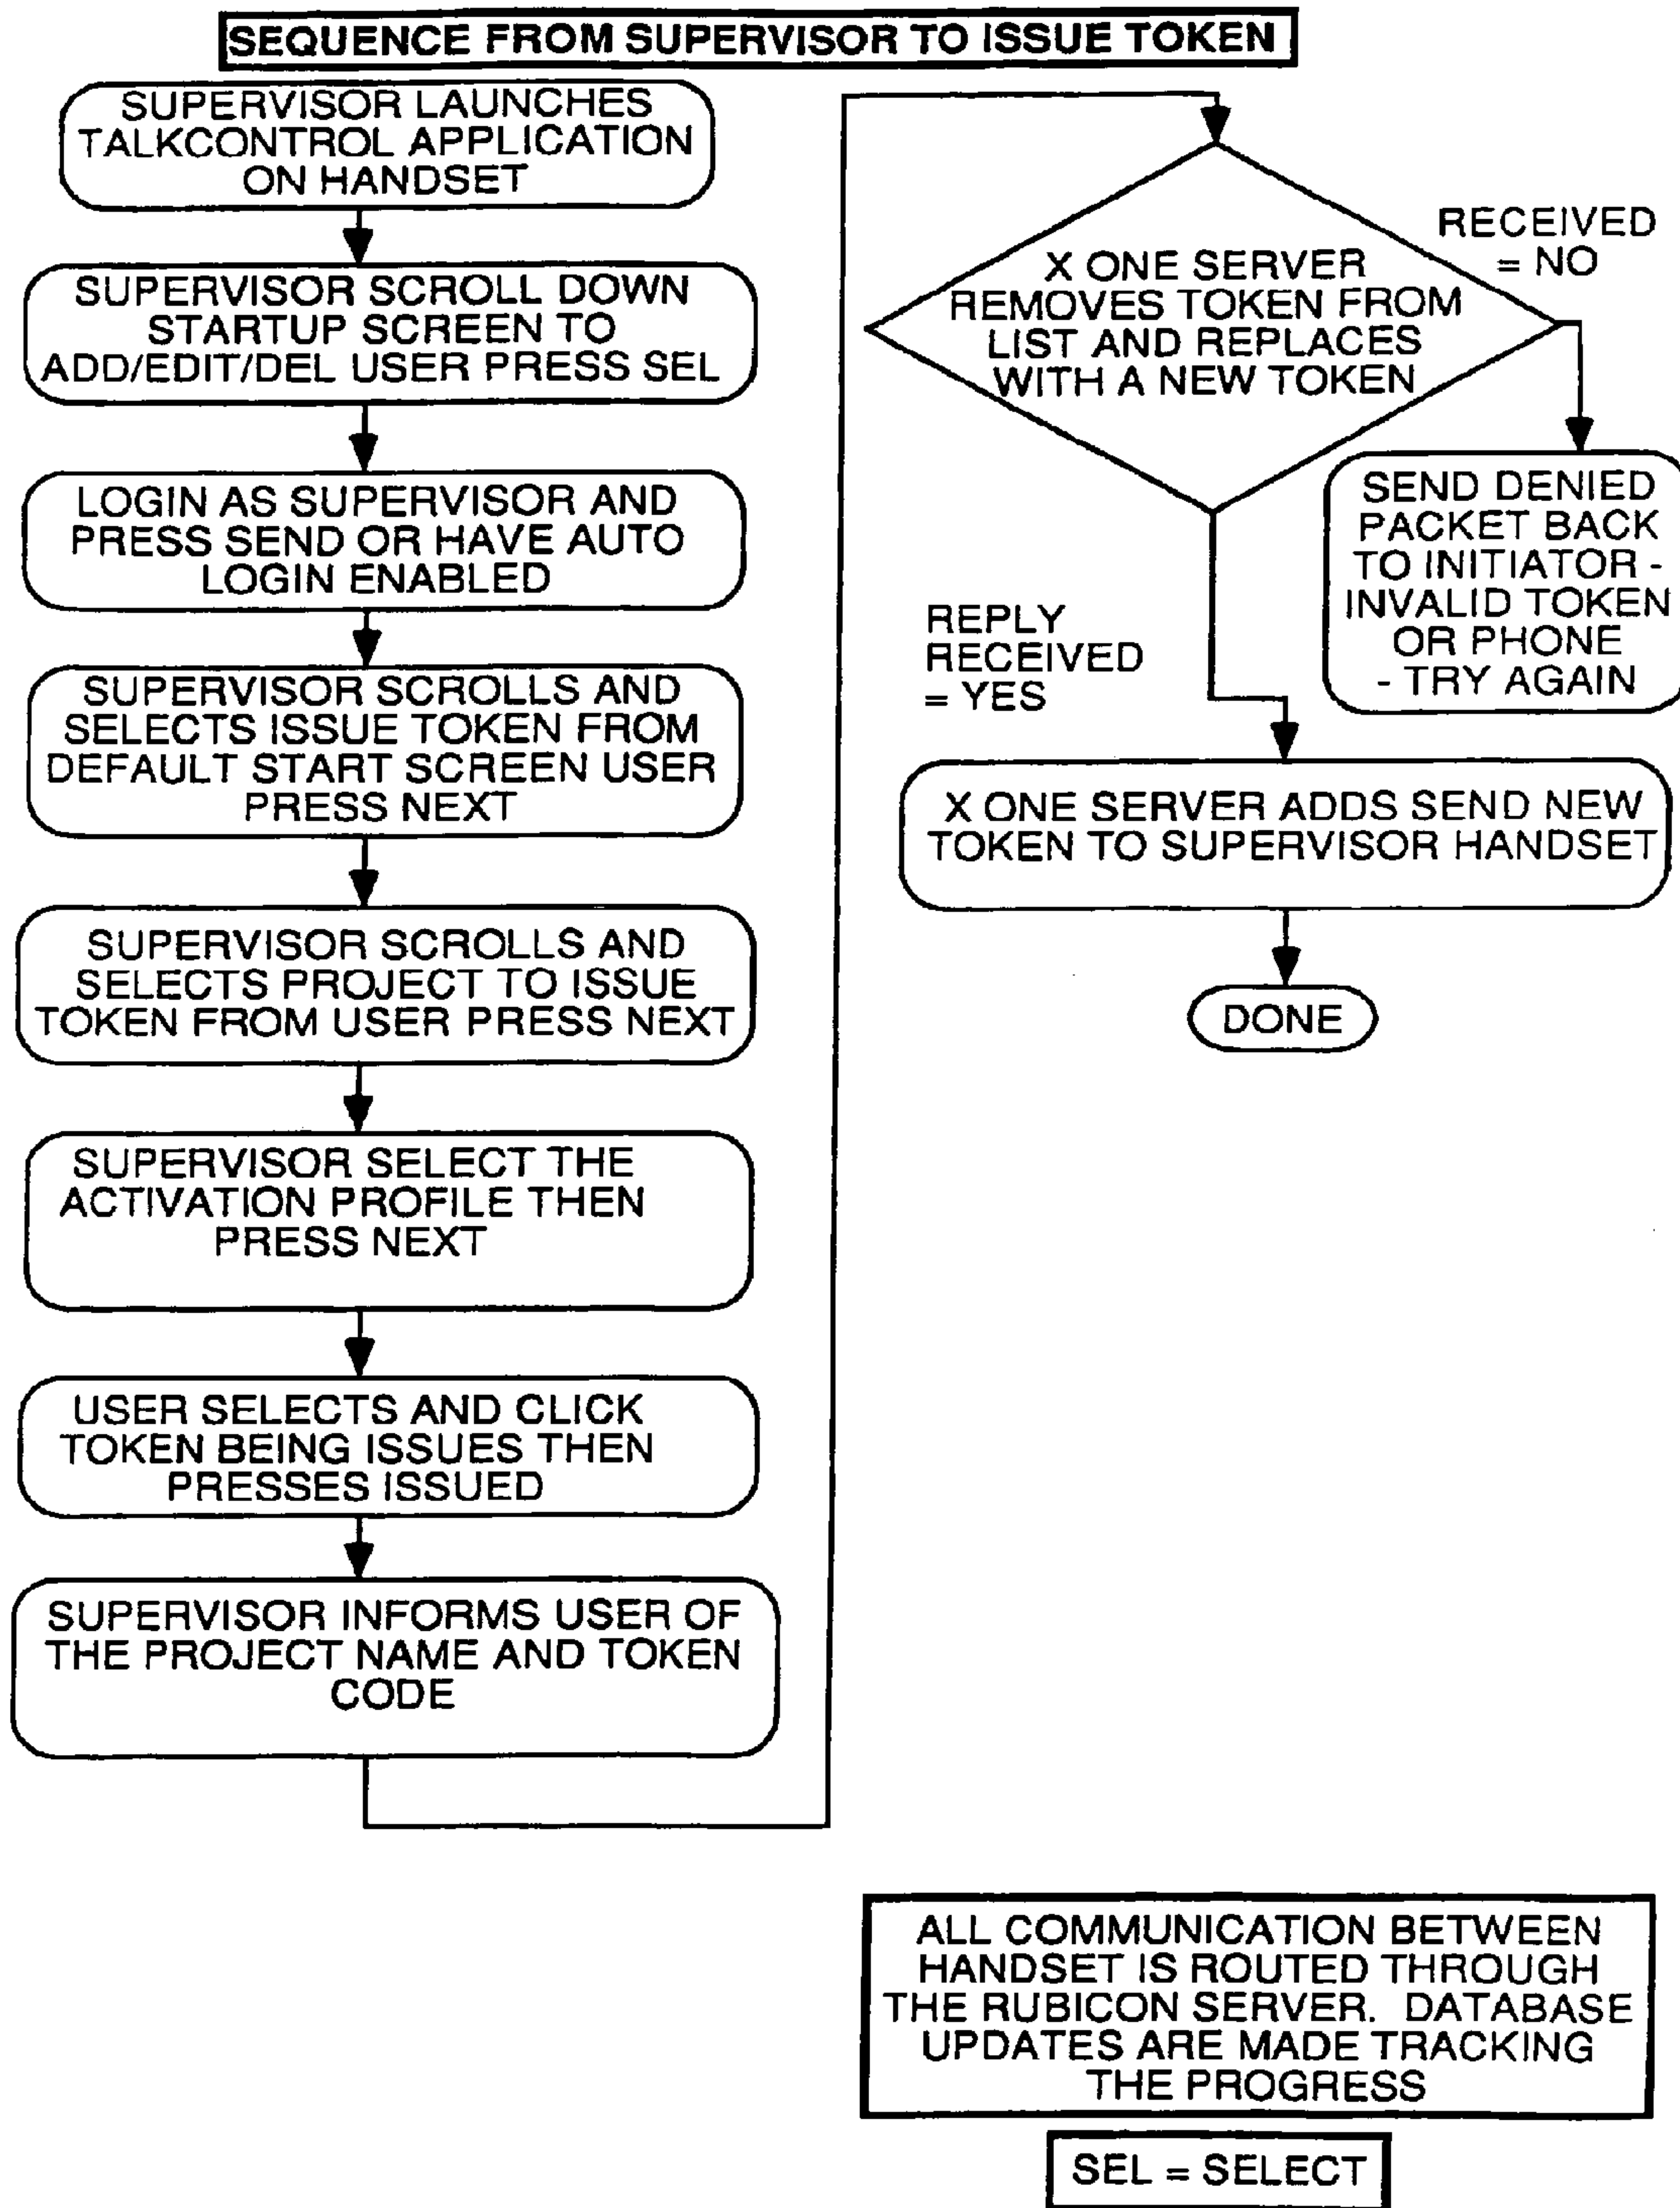 SEQUENCE FROM SUPERVISOR TO ISSUE TOKEN
SUPERVISOR LAUNCHES
TALKCONTROL APPLICATION
ON HANDSET
SUPERVISOR SCROLL DOWN
STARTUP SCREEN TO
ADD/EDIT/DEL USER PRESS SEL
LOGIN AS SUPERVISOR AND
PRESS SEND OR HAVE AUTO
LOGIN ENABLED
SUPERVISOR SCROLLS AND
SELECTS ISSUE TOKEN FROM
DEFAULT START SCREEN USER
PRESS NEXT
SUPERVISOR SCROLLS AND
SELECTS PROJECT TO ISSUE
TOKEN FROM USER PRESS NEXT
SUPERVISOR SELECT THE
ACTIVATION PROFILE THEN
PRESS NEXT
USER SELECTS AND CLICK
TOKEN BEING ISSUES THEN
PRESSES ISSUED
SUPERVISOR INFORMS USER OF
THE PROJECT NAME AND TOKEN
CODE
X ONE SERVER
REMOVES TOKEN FROM
LIST AND REPLACES
WITH A NEW TOKEN
RECEIVED
= NO
SEND DENIED
PACKET BACK
TO INITIATOR -
INVALID TOKEN
OR PHONE
- TRY AGAIN
REPLY
RECEIVED
= YES
X ONE SERVER ADDS SEND NEW
TOKEN TO SUPERVISOR HANDSET
DONE
ALL COMMUNICATION BETWEEN
HANDSET IS ROUTED THROUGH
THE RUBICON SERVER. DATABASE
UPDATES ARE MADE TRACKING
THE PROGRESS
SEL = SELECT